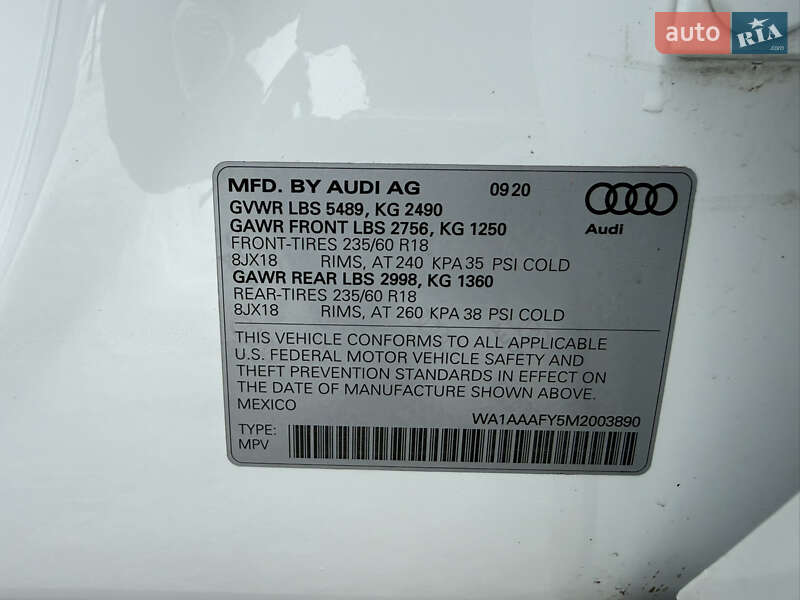 auto RIA .com
MFD. BY AUDI AG 09 20
GVWR LBS 5489, KG 2490
GAWR FRONT LBS 2756, KG 1250
FRONT-TIRES 235/60 R18
8JX18 RIMS, AT 240 KPA 35 PSI COLD
GAWR REAR LBS 2998, KG 1360
REAR-TIRES 235/60 R18
8JX18 RIMS, AT 260 KPA 38 PSI COLD
Audi
THIS VEHICLE CONFORMS TO ALL APPLICABLE
U.S. FEDERAL MOTOR VEHICLE SAFETY AND
THEFT PREVENTION STANDARDS IN EFFECT ON
THE DATE OF MANUFACTURE SHOWN ABOVE.
MEXICO
WA1AAAFY5M2003890
TYPE:
MPV